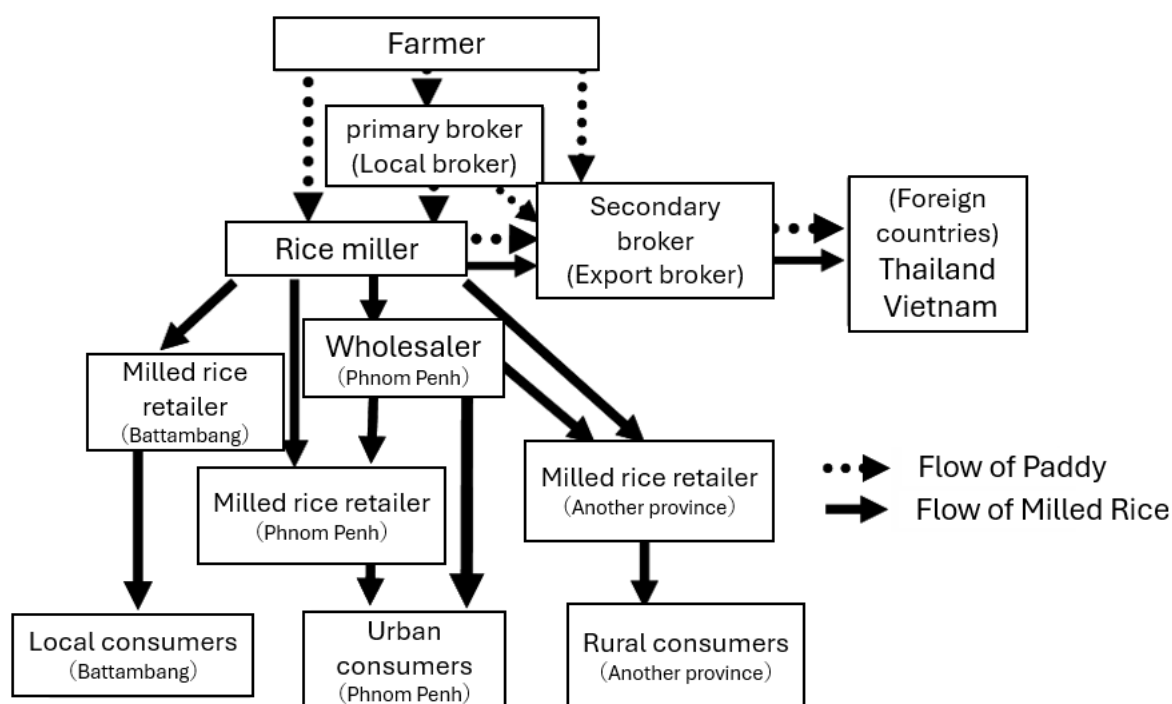 Farmer
primary broker
(Local broker)
Secondary
broker
(Export broker)
(Foreign
countries)
Thailand
Vietnam
Rice miller
Wholesaler
（Phnom Penh）
Milled rice
retailer
（Battambang）
Milled rice retailer
（Phnom Penh）
Milled rice retailer
（Another province）
Flow of Paddy
Flow of Milled Rice
Local consumers
（Battambang）
Urban
consumers
（Phnom Penh）
Rural consumers
（Another province）